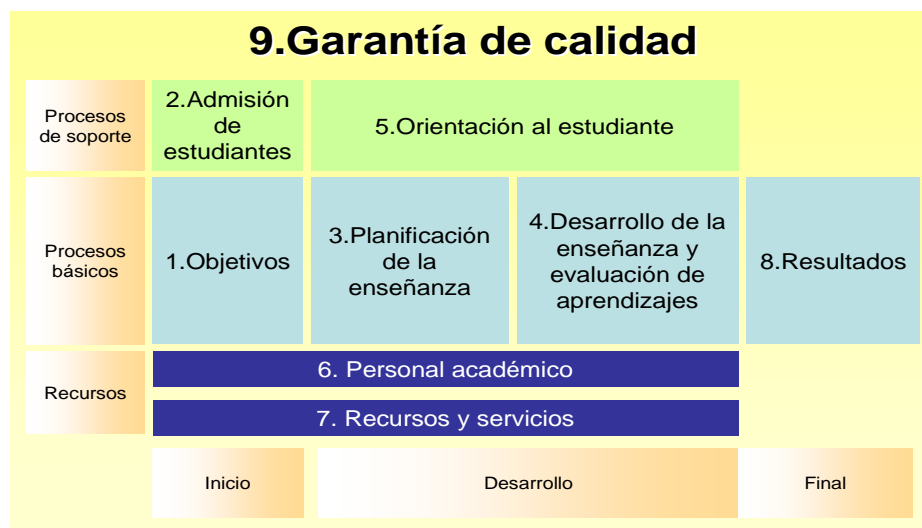 9.Garantía de calidad
Procesos
de soporte
2.Admisión
de
estudiantes
5.Orientación al estudiante
Procesos
básicos
1.Objetivos
3.Planificación
de la
enseñanza
4.Desarrollo de la
enseñanza y
evaluación de
aprendizajes
8.Resultados
Recursos
6. Personal académico
7. Recursos y servicios
Inicio
Desarrollo
Final